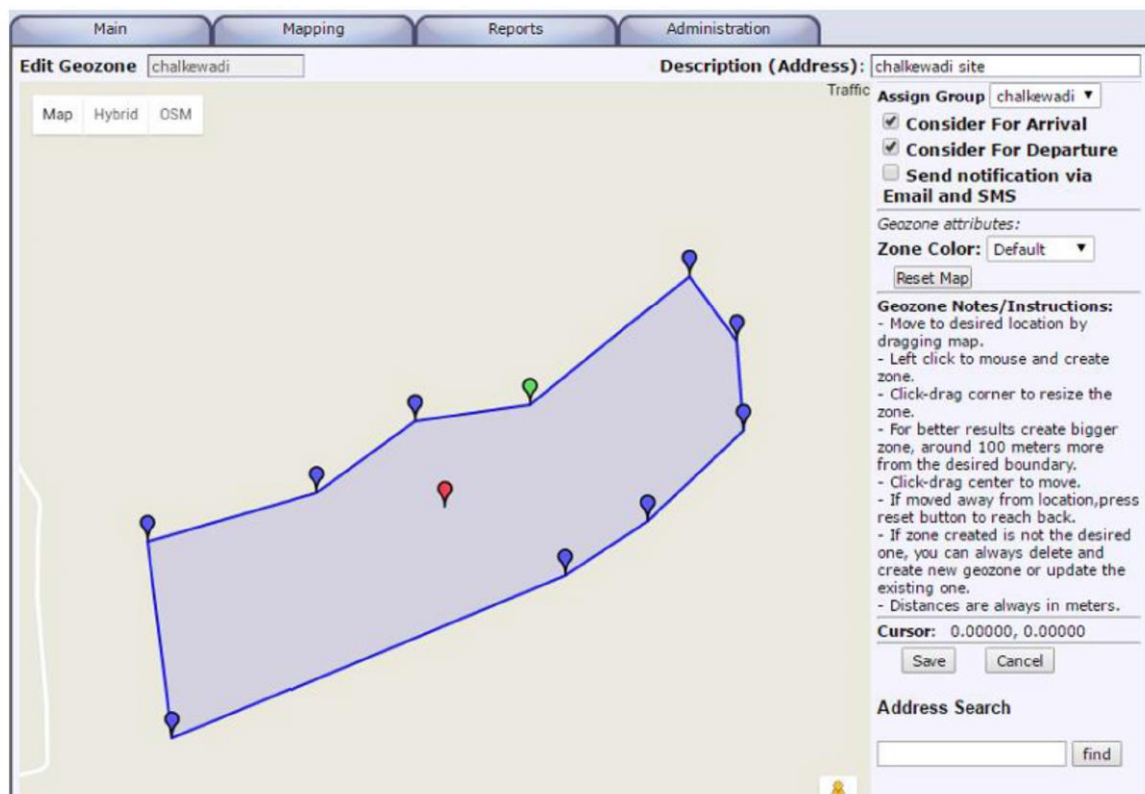 Main Mapping Reports Administration
Edit Geozone chalkewadi Description (Address): chalkewadi site
Map Hybrid OSM
Traffic
Assign Group chalkewadi
Consider For Arrival
Consider For Departure
Send notification via
Email and SMS
Geozone attributes:
Zone Color: Default
Reset Map
Geozone Notes/Instructions:
- Move to desired location by
dragging map.
- Left click to mouse and create
zone.
- Click-drag corner to resize the
zone.
- For better results create bigger
zone, around 100 meters more
from the desired boundary.
- Click-drag center to move.
- If moved away from location,press
reset button to reach back.
- If zone created is not the desired
one, you can always delete and
create new geozone or update the
existing one.
- Distances are always in meters.
Cursor: 0.00000, 0.00000
Save Cancel
Address Search
find